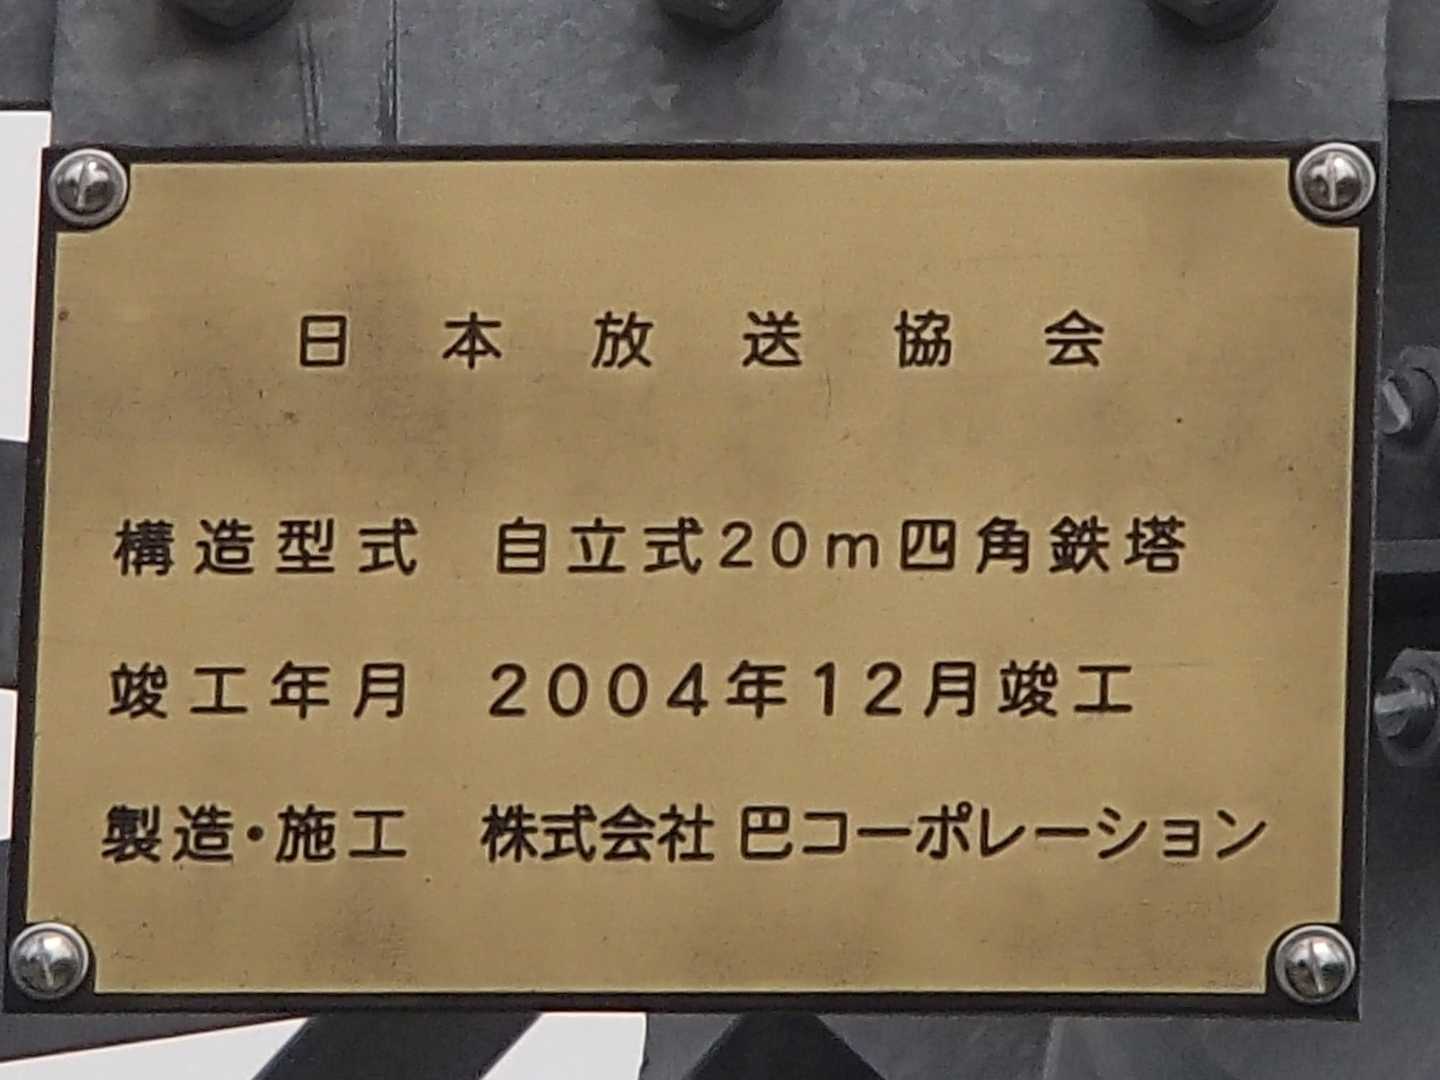 日本放送協会
構造型式 自立式20m四角鉄塔
竣工年月 2004年12月竣工
製造・施工 株式会社 巴コーポレーション